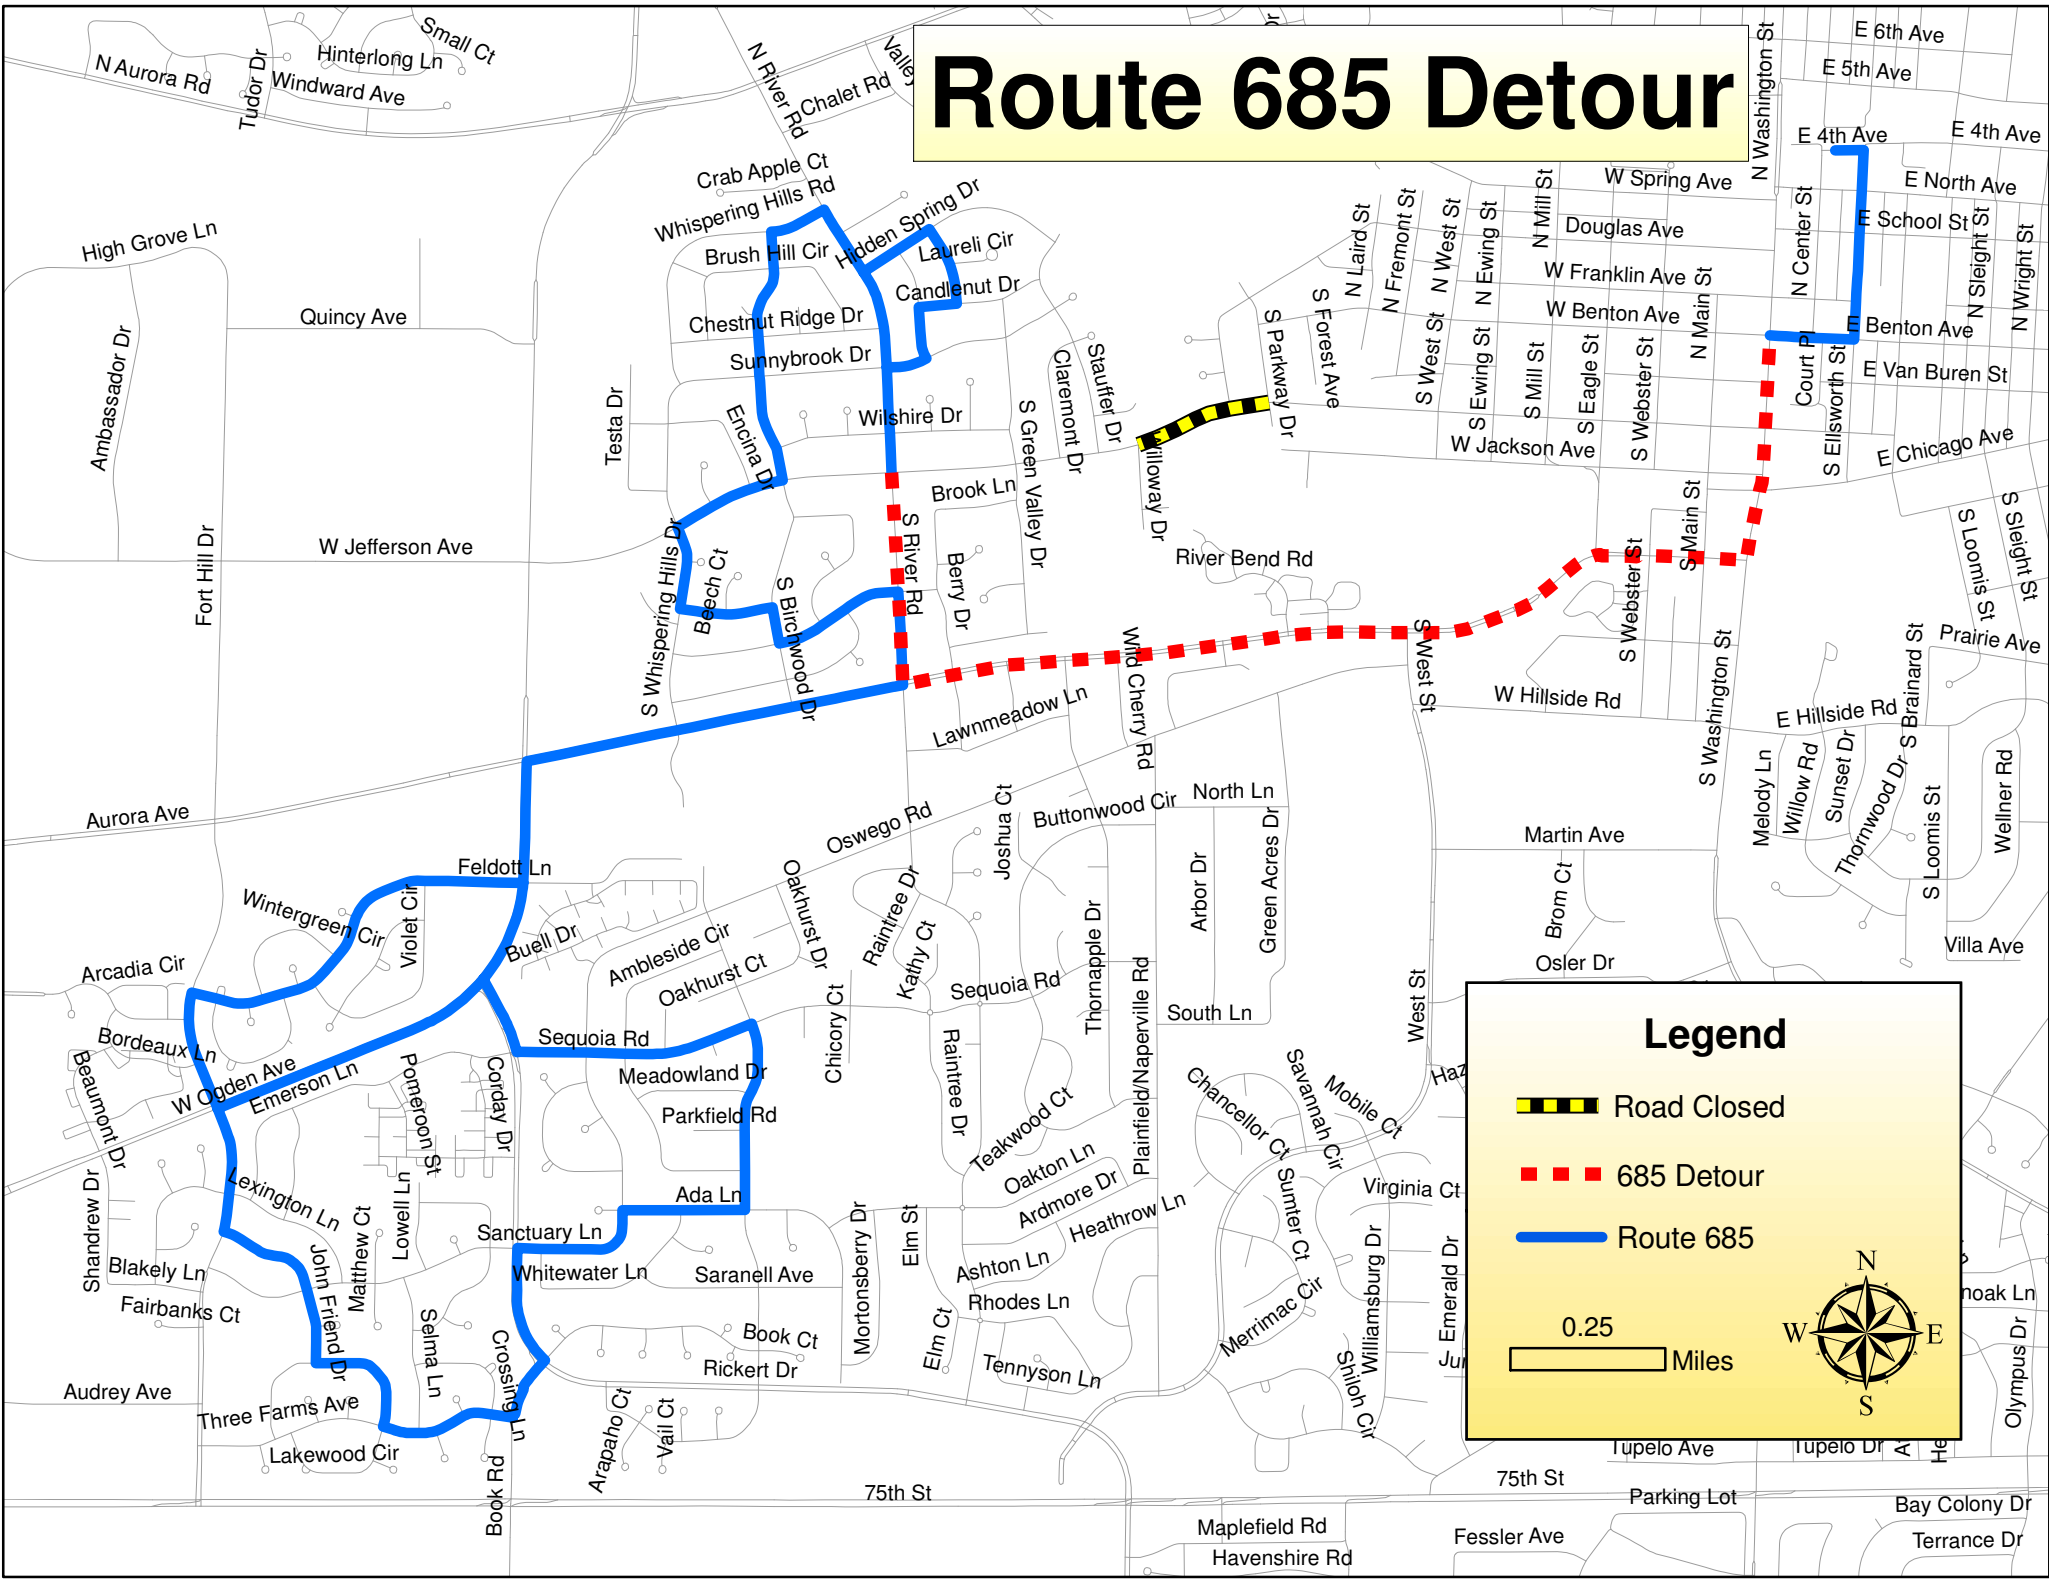 Route 685 Detour
Small Ct
Hinterlong Ln
N Aurora Rd
Tudor Dr
Windward Ave
N River Rd
Valley
Chalet Rd
Dr
N Washington St
E 6th Ave
E 5th Ave
E 4th Ave
E 4th Ave
Crab Apple Ct
Whispering Hills Rd
Hidden Spring Dr
W Spring Ave
E North Ave
High Grove Ln
Brush Hill Cir
Laureli Cir
N Laird St
N Fremont St
N West St
N Ewing St
N Mill St
Douglas Ave
N Center St
E School St
N Sleight St
N Wright St
Candlenut Dr
W Franklin Ave
N Main St
Quincy Ave
Chestnut Ridge Dr
S Parkway Dr
S Forest Ave
W Benton Ave
E Benton Ave
Ambassador Dr
Sunnybrook Dr
Claremont Dr
Stauffer Dr
S West St
S Ewing St
S Mill St
S Eagle St
S Webster St
Court Pl
S Ellsworth St
E Van Buren St
Testa Dr
Encina Dr
Wilshire Dr
S Green Valley Dr
Willoway Dr
W Jackson Ave
E Chicago Ave
Brook Ln
Fort Hill Dr
W Jefferson Ave
S Whispering Hills Dr
Beech Ct
S Birchwood Dr
S River Rd
Berry Dr
River Bend Rd
S Main St
S Webster St
S Loomis St
S Sleight St
S West St
Wild Cherry Rd
Prairie Ave
Lawnmeadow Ln
W Hillside Rd
S Washington St
E Hillside Rd
S Brainard St
Aurora Ave
Oswego Rd
Joshua Ct
Buttonwood Cir
North Ln
Green Acres Dr
Arbor Dr
Martin Ave
Melody Ln
Willow Rd
Sunset Dr
Thornwood Dr
S Loomis St
Wellner Rd
Feldott Ln
Wintergreen Cir
Violet Cir
Buell Dr
Ambleside Cir
Oakhurst Dr
Oakhurst Ct
Raintree Dr
Kathy Ct
Thornapple Dr
Brom Ct
Villa Ave
Arcadia Cir
Sequoia Rd
Osler Dr
West St
Plainfield/Naperville Rd
South Ln
Chicory Ct
Bordeaux Ln
Sequoia Rd
Beaumont Dr
W Ogden Ave
Emerson Ln
Pomeroon St
Corday Dr
Meadowland Dr
Parkfield Rd
Raintree Dr
Teakwood Ct
Chancellor Ct
Savannah Cir
Mobile Ct
Haz
Legend
Road Closed
685 Detour
Route 685
0.25
Miles
N
W
E
S
Shandrew Dr
Lexington Ln
Lowell Ln
Matthew Ct
Ada Ln
Sanctuary Ln
Oakton Ln
Ardmore Dr
Heathrow Ln
Sumter Ct
Virginia Ct
Blakely Ln
John Friend Dr
Whitewater Ln
Saranell Ave
Mortonsberry Dr
Elm St
Ashton Ln
Williamsburg Dr
Emerald Dr
noak Ln
Fairbanks Ct
Rhodes Ln
Merrimac Cir
Selma Ln
Crossing Ln
Book Ct
Rickert Dr
Elm Ct
Tennyson Ln
Shiloh Cir
Jur
Olympus Dr
Audrey Ave
Three Farms Ave
Lakewood Cir
Arapaho Ct
Vail Ct
Tupelo Ave
Tupelo Dr
He
Book Rd
75th St
75th St
Parking Lot
Bay Colony Dr
Maplefield Rd
Fessler Ave
Terrance Dr
Havenshire Rd